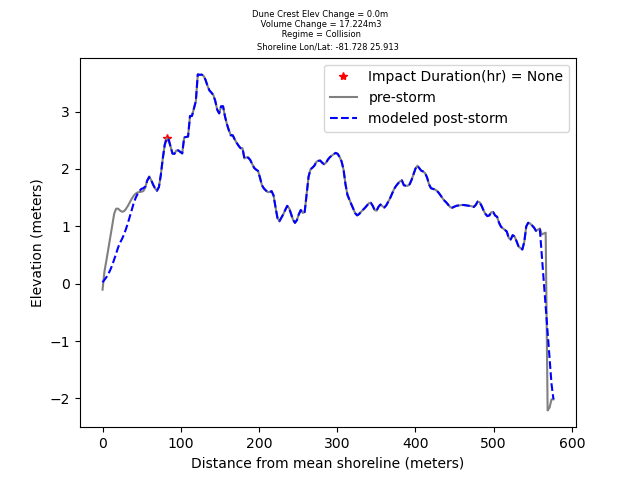 Dune Crest Elev Change = 0.0m
Volume Change = 17.224m3
Regime = Collision
Shoreline Lon/Lat: -81.728 25.913
Impact Duration(hr) = None
pre-storm
modeled post-storm
3
2
1
0
−1
−2
Elevation (meters)
0 100 200 300 400 500 600
Distance from mean shoreline (meters)